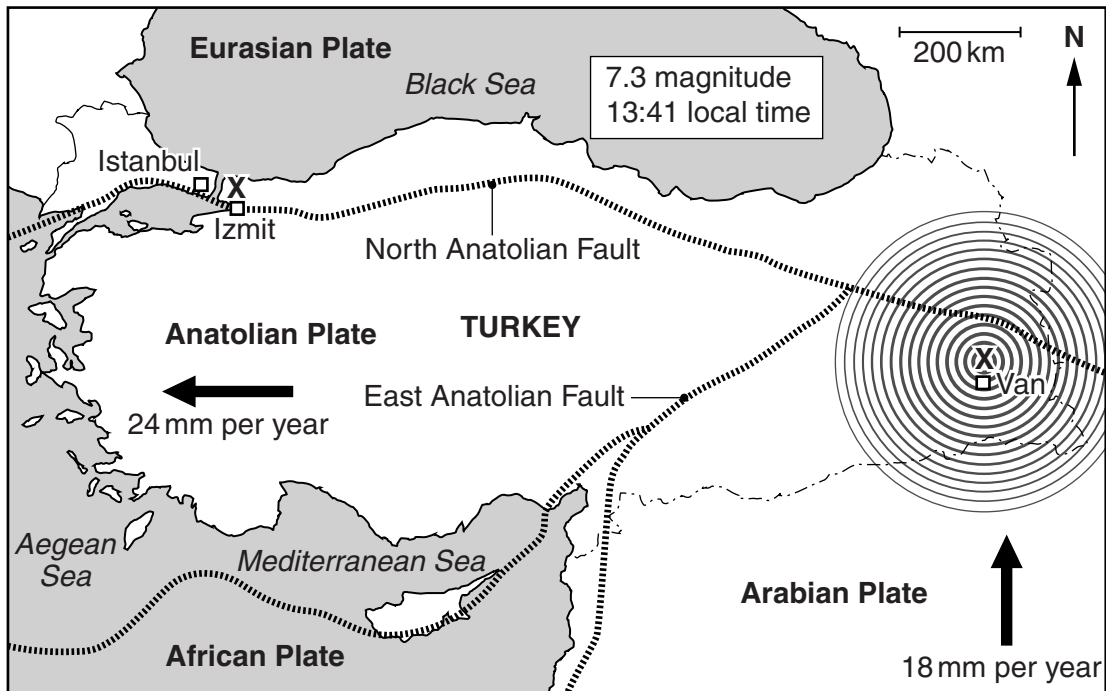 Eurasian Plate
Black Sea
7.3 magnitude
13:41 local time
200 km
N
Istanbul
X
Izmit
North Anatolian Fault
Anatolian Plate
TURKEY
24 mm per year
East Anatolian Fault
X
Van
Aegean
Sea
Mediterranean Sea
Arabian Plate
African Plate
18 mm per year